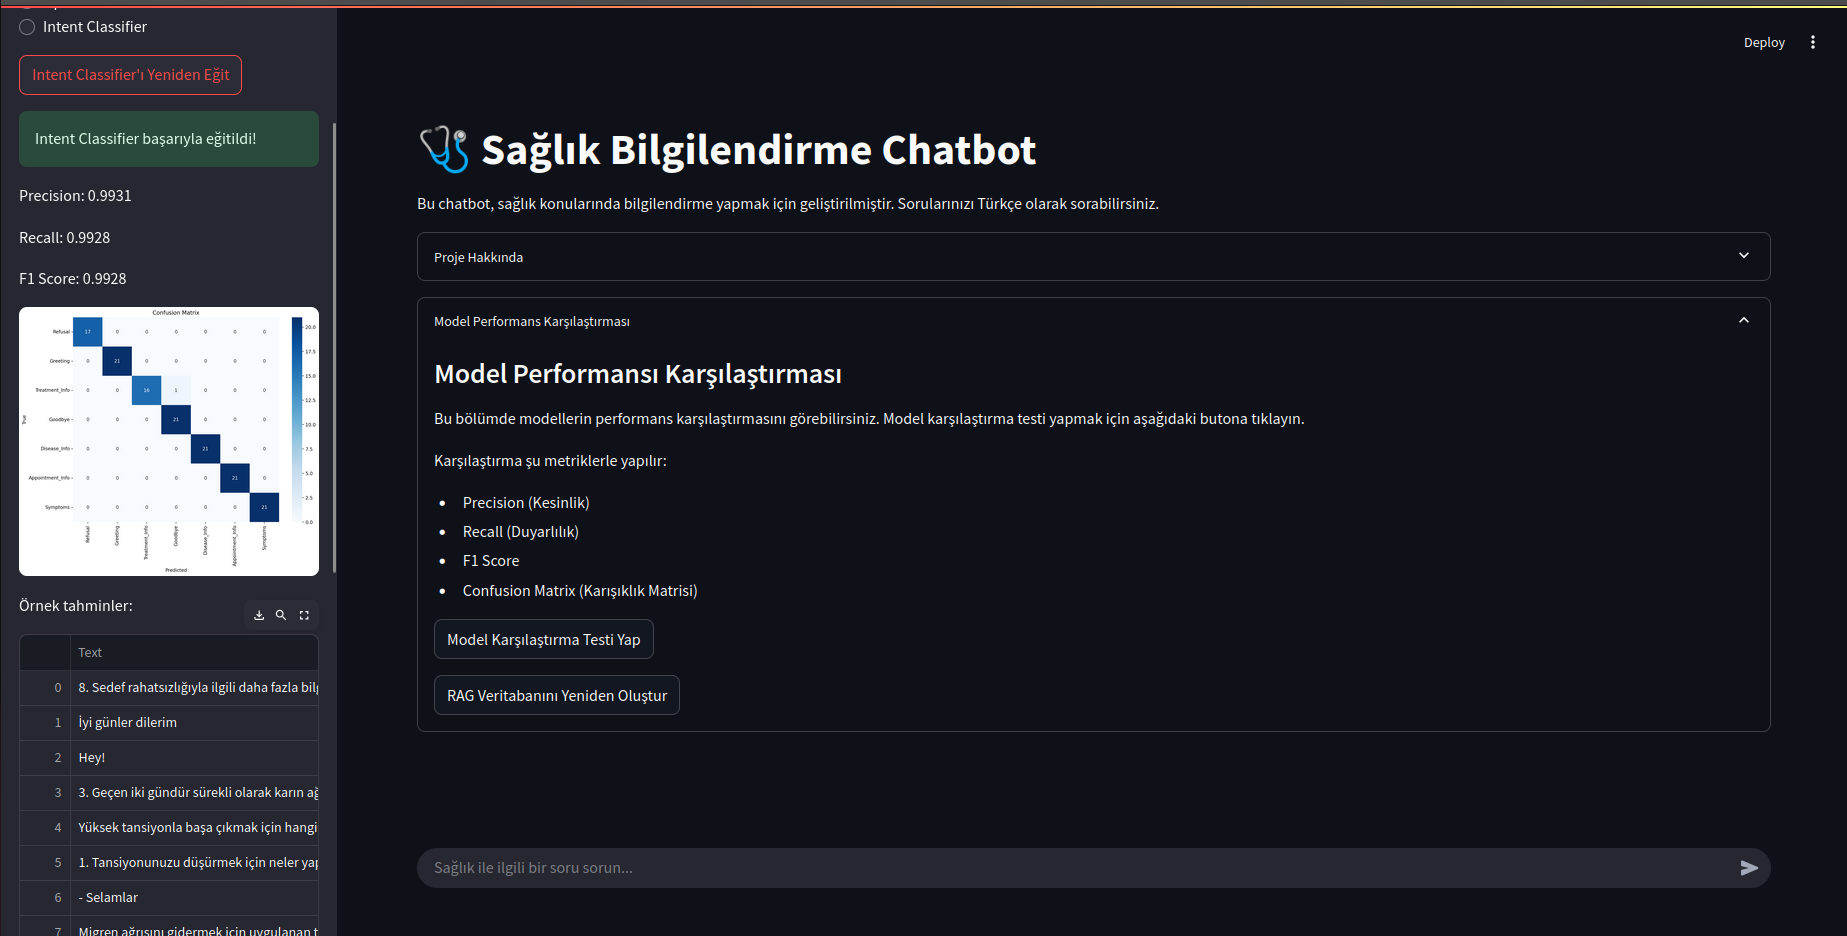 Intent Classifier
Intent Classifier'ı Yeniden Eğit
Intent Classifier başarıyla eğitildi!
Precision: 0.9931
Recall: 0.9928
F1 Score: 0.9928
Confusion Matrix
Refusal 17 0 0 0 0 0 0
Greeting 0 21 0 0 0 0 0
Treatment_Info 0 0 16 1 0 0 0
Goodbye 0 0 0 21 0 0 0
Disease_Info 0 0 0 0 21 0 0
Appointment_Info 0 0 0 0 0 21 0
Symptoms 0 0 0 0 0 0 21
True
20.0
17.5
15.0
12.5
10.0
7.5
5.0
2.5
0.0
Refusal Greeting Treatment_Info Goodbye Disease_Info Appointment_Info Symptoms
Predicted
Örnek tahminler:
Text
0 8. Sedef rahatsızlığıyla ilgili daha fazla bilg
1 İyi günler dilerim
2 Hey!
3 3. Geçen iki gündür sürekli olarak karın ağ
4 Yüksek tansiyonla başa çıkmak için hangi
5 1. Tansiyonunuzu düşürmek için neler yap
6 - Selamlar
7 Migren ağrısını gidermek için uygulanan t
Deploy
Sağlık Bilgilendirme Chatbot
Bu chatbot, sağlık konularında bilgilendirme yapmak için geliştirilmiştir. Sorularınızı Türkçe olarak sorabilirsiniz.
Proje Hakkında
Model Performans Karşılaştırması
Model Performansı Karşılaştırması
Bu bölümde modellerin performans karşılaştırmasını görebilirsiniz. Model karşılaştırma testi yapmak için aşağıdaki butona tıklayın.
Karşılaştırma şu metriklerle yapılır:
• Precision (Kesinlik)
• Recall (Duyarlılık)
• F1 Score
• Confusion Matrix (Karışıklık Matrisi)
Model Karşılaştırma Testi Yap
RAG Veritabanını Yeniden Oluştur
Sağlık ile ilgili bir soru sorun...